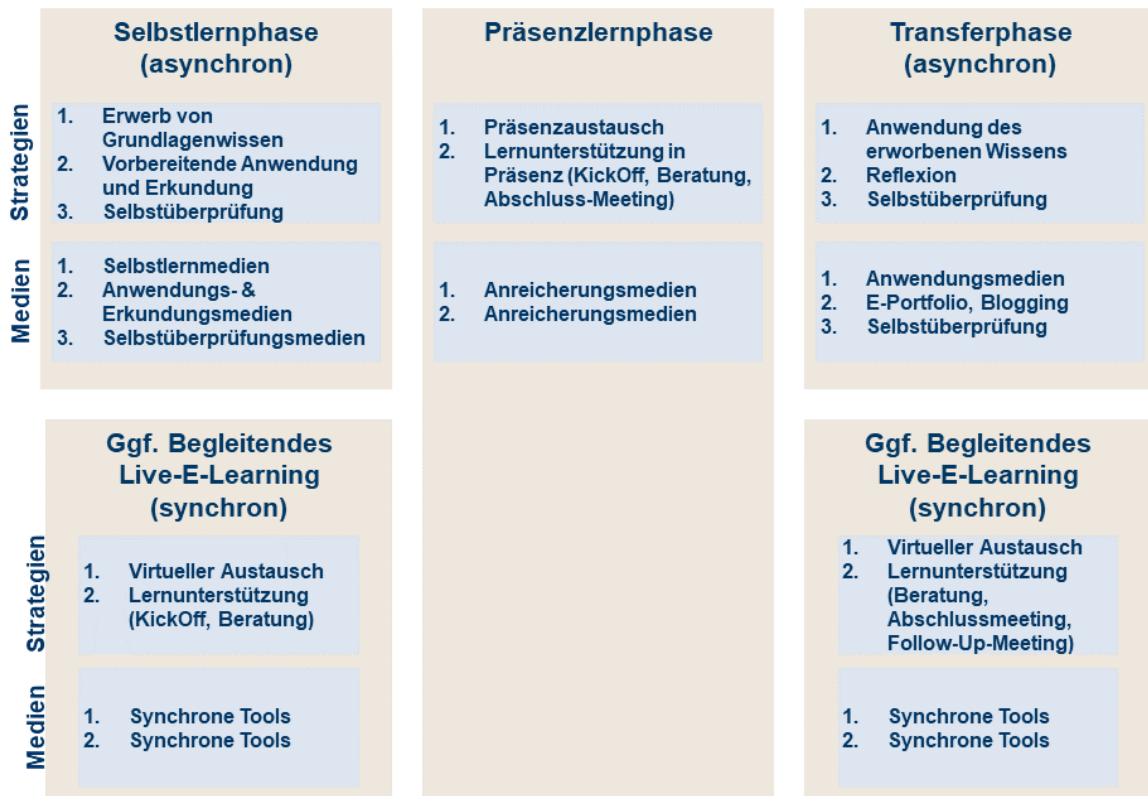 Selbstlernphase
(asynchron)
Strategien
1. Erwerb von
Grundlagenwissen
2. Vorbereitende Anwendung
und Erkundung
3. Selbstüberprüfung
Medien
1. Selbstlernmedien
2. Anwendungs- &
Erkundungsmedien
3. Selbstüberprüfungsmedien
Präsenzlernphase
1. Präsenzaustausch
2. Lernunterstützung in
Präsenz (KickOff, Beratung,
Abschluss-Meeting)
1. Anreicherungsmedien
2. Anreicherungsmedien
Transferphase
(asynchron)
1. Anwendung des
erworbenen Wissens
2. Reflexion
3. Selbstüberprüfung
1. Anwendungsmedien
2. E-Portfolio, Blogging
3. Selbstüberprüfung
Ggf. Begleitendes
Live-E-Learning
(synchron)
Strategien
1. Virtueller Austausch
2. Lernunterstützung
(KickOff, Beratung)
Medien
1. Synchrone Tools
2. Synchrone Tools
Ggf. Begleitendes
Live-E-Learning
(synchron)
1. Virtueller Austausch
2. Lernunterstützung
(Beratung,
Abschlussmeeting,
Follow-Up-Meeting)
1. Synchrone Tools
2. Synchrone Tools